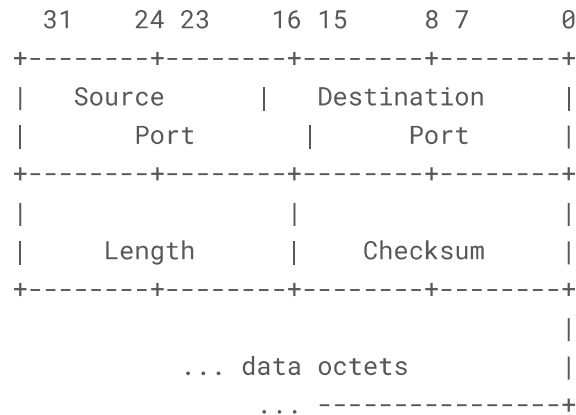 31     24 23     16 15      8 7      0
+--------+--------+--------+--------+
|   Source      |   Destination     |
|       Port       |      Port      |
+--------+--------+--------+--------+
|                 |                 |
|     Length      |    Checksum     |
+--------+--------+--------+--------+
                                    |
           ... data octets          |
                ... ----------------+